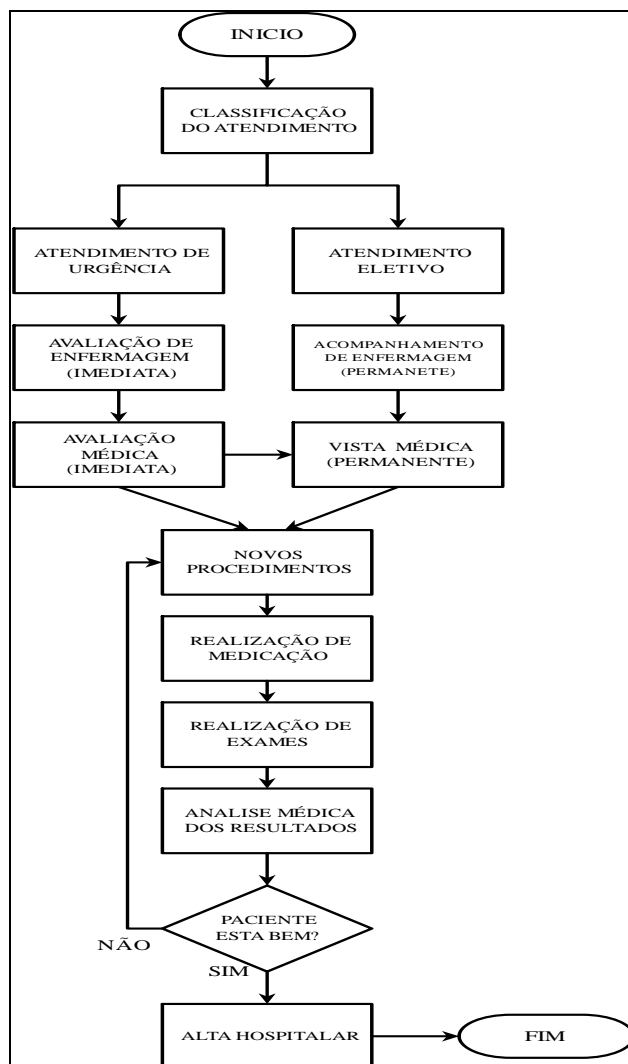 INICIO
CLASSIFICAÇÃO
DO ATENDIMENTO
ATENDIMENTO DE
URGÊNCIA
ATENDIMENTO
ELETIVO
AVALIAÇÃO DE
ENFERMAGEM
(IMEDIATA)
ACOMPANHAMENTO
DE ENFERMAGEM
(PERMANETE)
AVALIAÇÃO
MÉDICA
(IMEDIATA)
VISTA MÉDICA
(PERMANENTE)
NOVOS
PROCEDIMENTOS
REALIZAÇÃO DE
MEDICAÇÃO
REALIZAÇÃO DE
EXAMES
ANALISE MÉDICA
DOS RESULTADOS
PACIENTE
ESTA BEM?
NÃO
SIM
ALTA HOSPITALAR
FIM